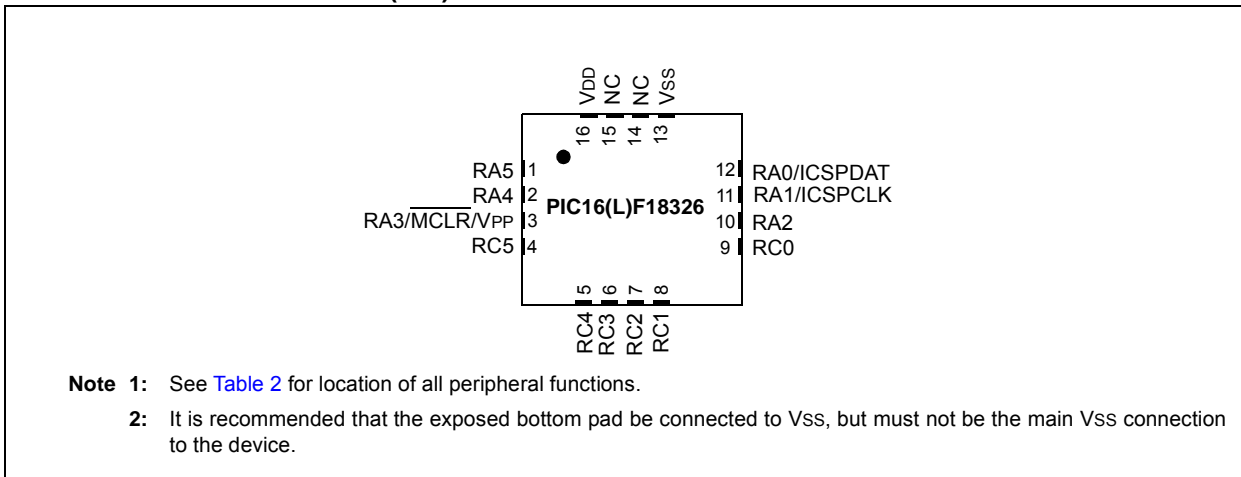 VDD
NC
NC
VSS
16
15
14
13
RA5 1
RA4 2
RA3/MCLR/VPP 3
RC5 4
PIC16(L)F18326
12 RA0/ICSPDAT
11 RA1/ICSPCLK
10 RA2
9 RC0
5
6
7
8
RC4
RC3
RC2
RC1
Note 1: See Table 2 for location of all peripheral functions.
2: It is recommended that the exposed bottom pad be connected to VSS, but must not be the main VSS connection
to the device.